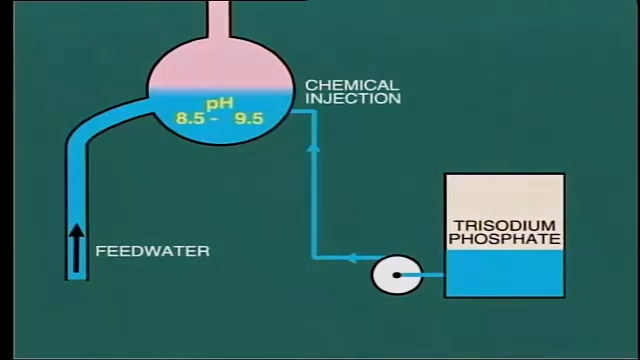 CHEMICAL
INJECTION
pH
8.5 - 9.5
TRISODIUM
PHOSPHATE
FEEDWATER